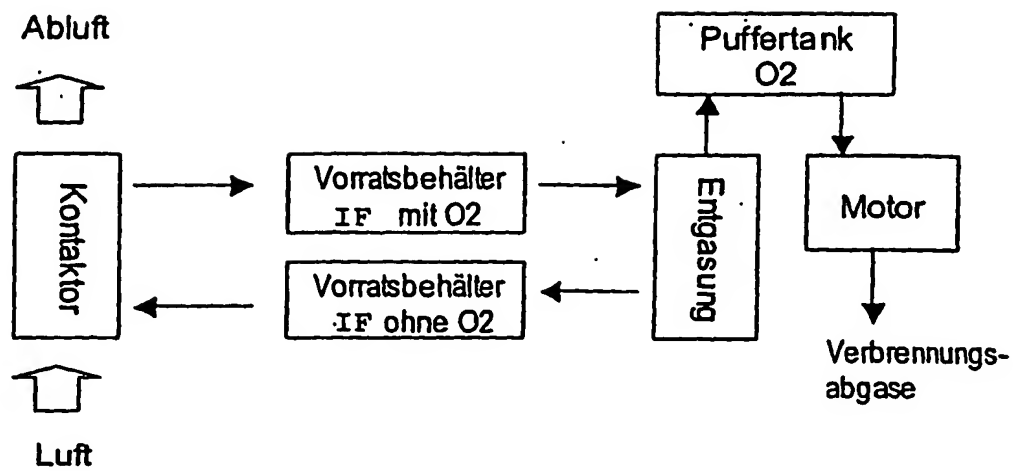 Abluft
Puffertank
O2
Kontaktor
Vorratsbehälter
IF mit O2
Entgasung
Motor
Vorratsbehälter
IF ohne O2
Verbrennungs-
abgase
Luft